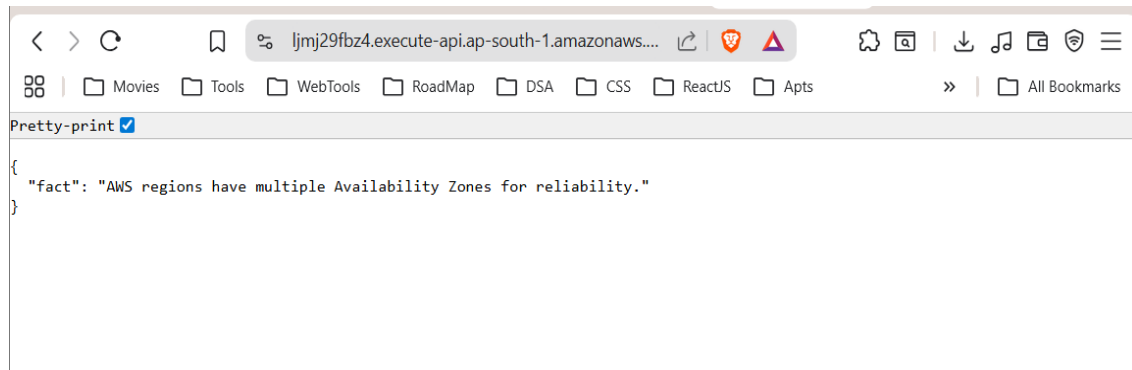 ljmj29fbz4.execute-api.ap-south-1.amazonaws....
Movies Tools WebTools RoadMap DSA CSS ReactJS Apts » All Bookmarks
Pretty-print
{
"fact": "AWS regions have multiple Availability Zones for reliability."
}